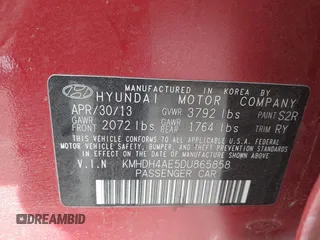 MANUFACTURED IN KOREA BY
HYUNDAI MOTOR COMPANY
APR/30/13 GVWR 3792 lbs PAINT S2R
GAWR FRONT 2072 lbs GAWR REAR 1764 lbs TRIM RY
THIS VEHICLE CONFORMS TO ALL APPLICABLE
FEDERAL MOTOR VEHICLE SAFETY, BUMPER, AND
THEFT PREVENTION STANDARDS IN EFFECT ON
THE DATE OF MANUFACTURE SHOWN ABOVE.
V.I.N KMHDH4AE5DU865858
PASSENGER CAR